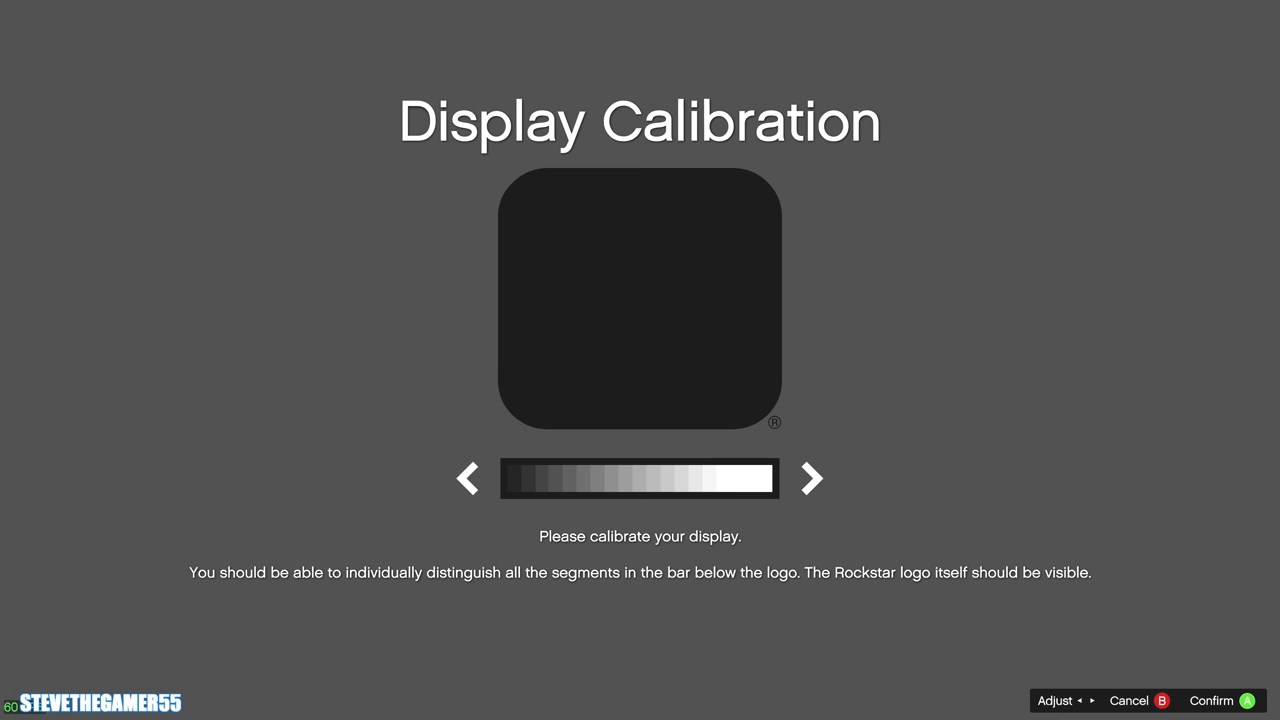 Display Calibration
®
Please calibrate your display.
You should be able to individually distinguish all the segments in the bar below the logo. The Rockstar logo itself should be visible.
Adjust Cancel B Confirm A
60 STEVETHEGAMER55